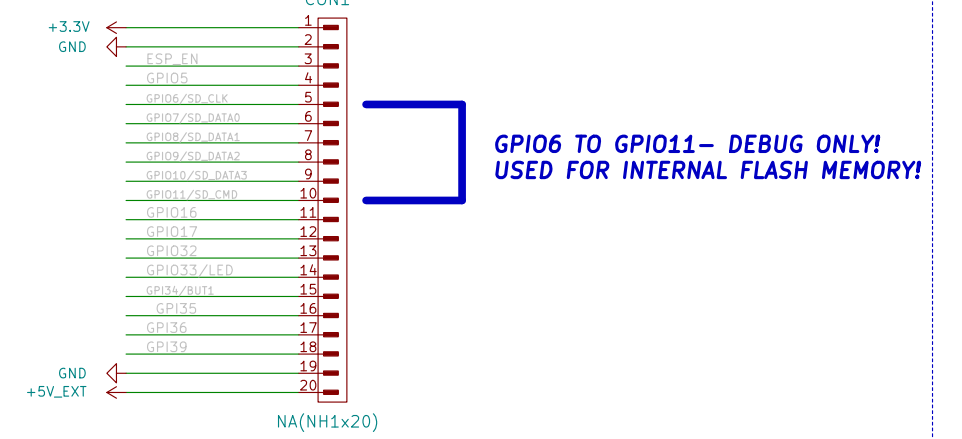 CON1
+3.3V 1
GND 2
ESP_EN 3
GPIO5 4
GPIO6/SD_CLK 5
GPIO7/SD_DATA0 6
GPIO8/SD_DATA1 7
GPIO9/SD_DATA2 8
GPIO10/SD_DATA3 9
GPIO11/SD_CMD 10
GPIO16 11
GPIO17 12
GPIO32 13
GPIO33/LED 14
GPI34/BUT1 15
GPI35 16
GPI36 17
GPI39 18
GND 19
+5V_EXT 20
NA(NH1x20)
GPIO6 TO GPIO11- DEBUG ONLY!
USED FOR INTERNAL FLASH MEMORY!